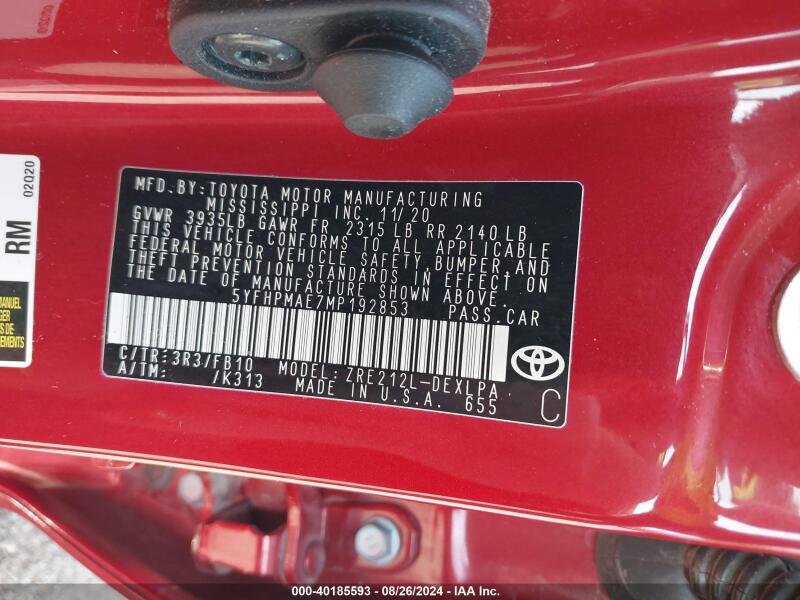 MFD. BY: TOYOTA MOTOR MANUFACTURING
MISSISSIPPI INC. 11/20
GVWR 3935LB GAWR FR 2315 LB RR 2140 LB
THIS VEHICLE CONFORMS TO ALL APPLICABLE
FEDERAL MOTOR VEHICLE SAFETY, BUMPER, AND
THEFT PREVENTION STANDARDS IN EFFECT ON
THE DATE OF MANUFACTURE SHOWN ABOVE.
5YFHPMAE7MP192853 PASS.CAR
C/TR: 3R3/FB10 MODEL: ZRE212L-DEXLPA
A/TM: /K313 MADE IN U.S.A. 655
C
RM
02Q20
MANUEL
000-40185593 - 08/26/2024 - IAA Inc.